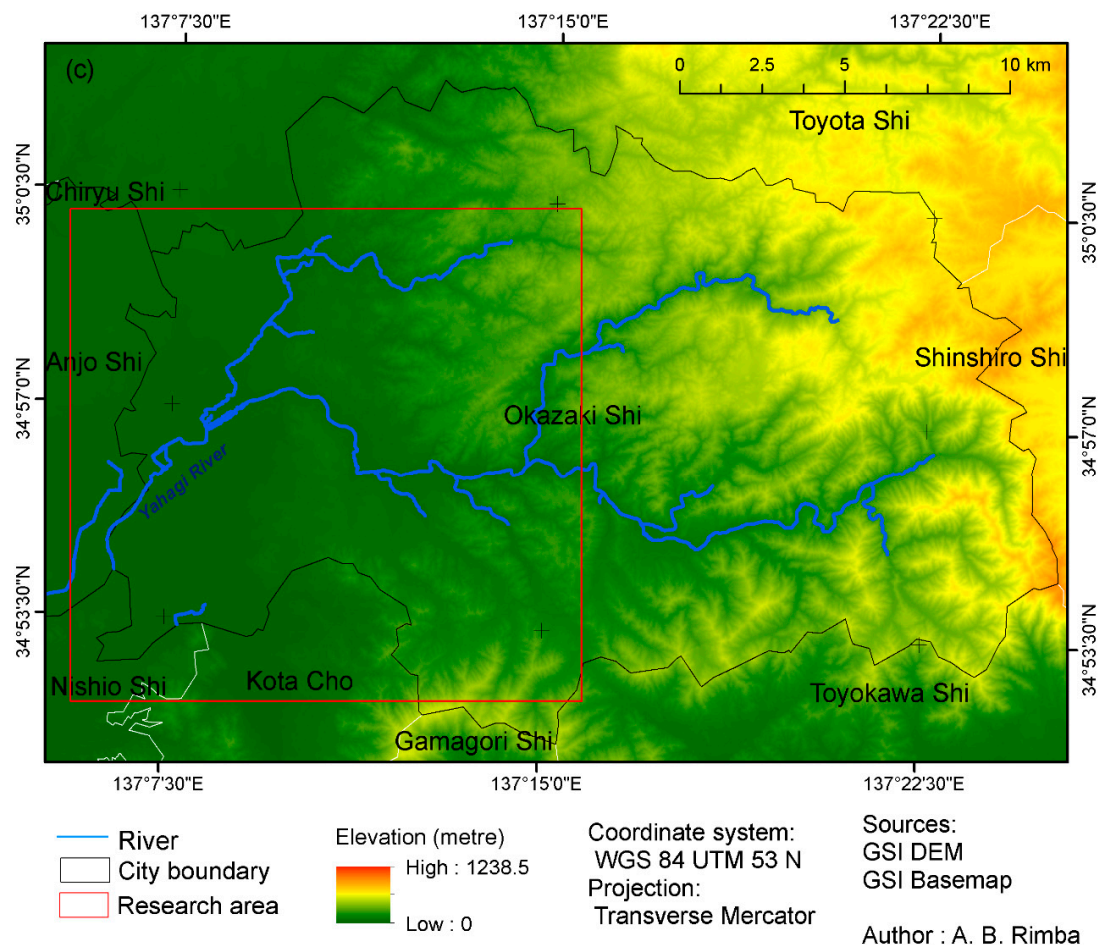 137°7'30"E
137°15'0"E
137°22'30"E
(c)
0 2.5 5 10 km
Toyota Shi
35°0'30"N
Chiryu Shi
35°0'30"N
Anjo Shi
Shinshiro Shi
34°57'0"N
Okazaki Shi
34°57'0"N
Yahagi River
34°53'30"N
34°53'30"N
Nishio Shi
Kota Cho
Toyokawa Shi
Gamagori Shi
137°7'30"E
137°15'0"E
137°22'30"E
River
City boundary
Research area
Elevation (metre)
High : 1238.5
Low : 0
Coordinate system:
WGS 84 UTM 53 N
Projection:
Transverse Mercator
Sources:
GSI DEM
GSI Basemap
Author : A. B. Rimba